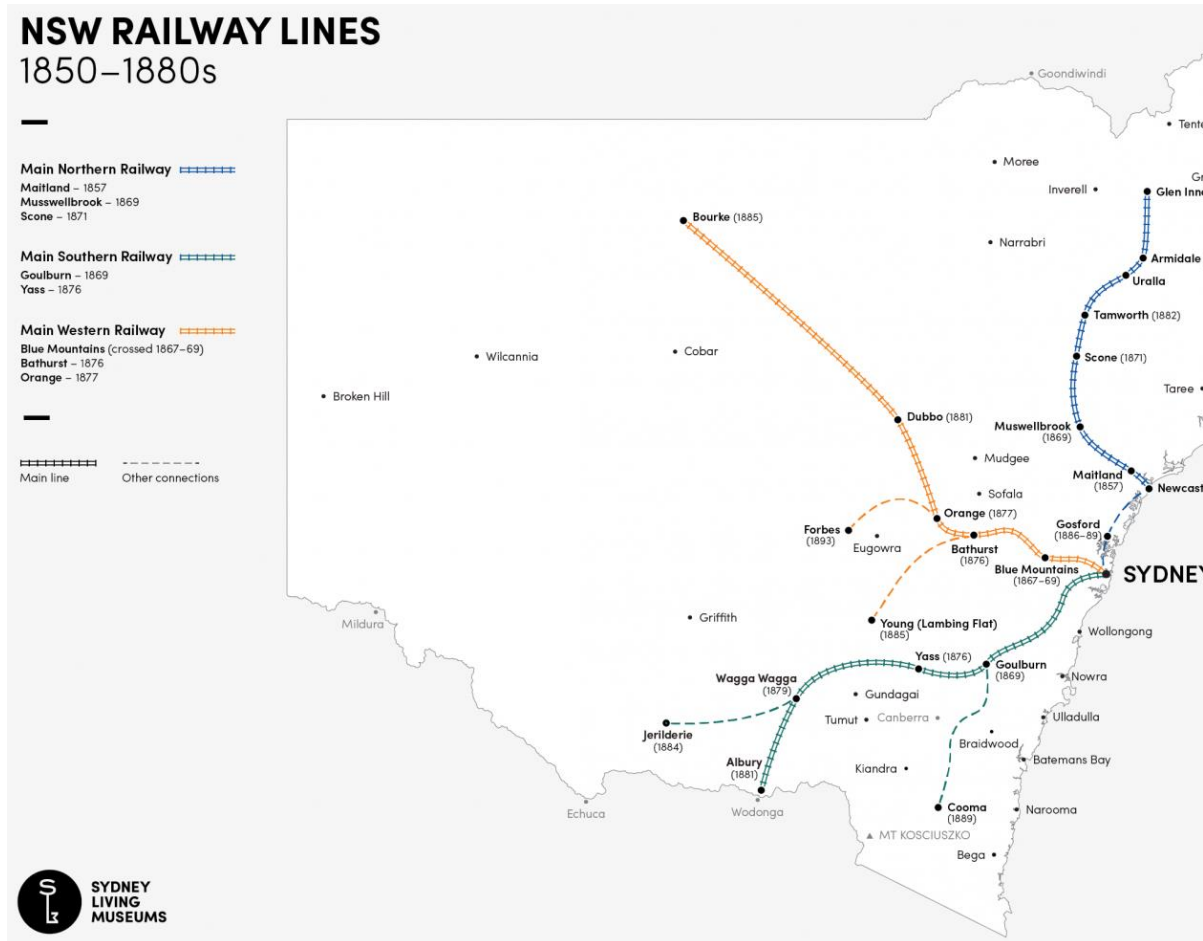 NSW RAILWAY LINES
1850–1880s
Main Northern Railway
Maitland – 1857
Musswellbrook – 1869
Scone – 1871
Main Southern Railway
Goulburn – 1869
Yass – 1876
Main Western Railway
Blue Mountains (crossed 1867–69)
Bathurst – 1876
Orange – 1877
Main line
Other connections
Goondiwindi
Tente
Moree
Inverell
Gr
Glen Inn
Bourke (1885)
Narrabri
Armidale
Uralla
Tamworth (1882)
Wilcannia
Cobar
Scone (1871)
Broken Hill
Taree
Dubbo (1881)
Muswellbrook
(1869)
Mudgee
Maitland
(1857)
Newcast
Sofala
Orange (1877)
Gosford
(1886–89)
Forbes
(1893)
Eugowra
Bathurst
(1876)
Blue Mountains
(1867–69)
SYDNEY
Mildura
Griffith
Young (Lambing Flat)
(1885)
Wollongong
Yass (1876)
Goulburn
(1869)
Wagga Wagga
(1879)
Gundagai
Nowra
Tumut
Canberra
Ulladulla
Jerilderie
(1884)
Braidwood
Batemans Bay
Albury
(1881)
Kiandra
Echuca
Wodonga
Cooma
(1889)
Narooma
MT KOSCIUSZKO
Bega
SYDNEY
LIVING
MUSEUMS